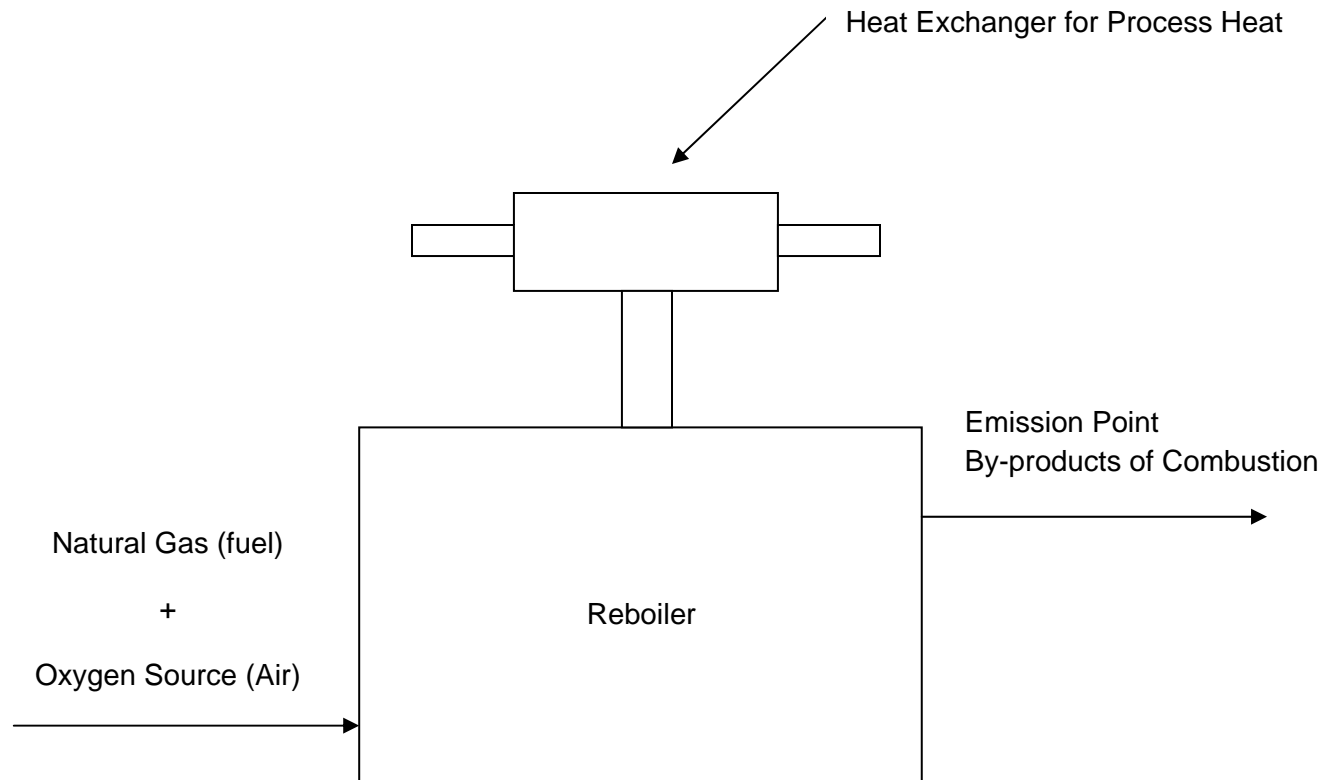 Heat Exchanger for Process Heat
Emission Point
By-products of Combustion
Natural Gas (fuel)
+
Oxygen Source (Air)
Reboiler